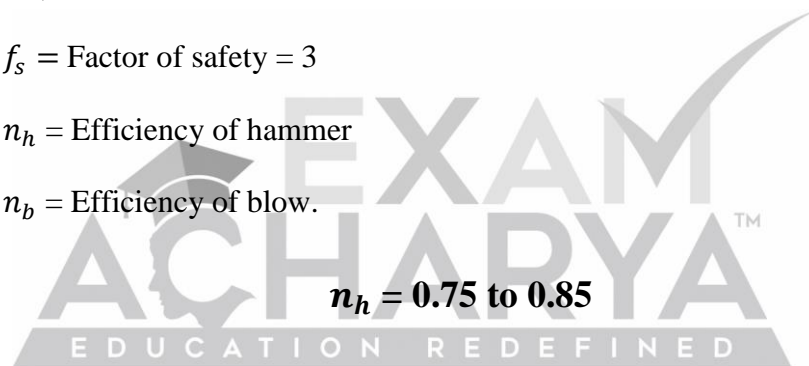 f_s = Factor of safety = 3
n_h = Efficiency of hammer
n_b = Efficiency of blow.
n_h = 0.75 to 0.85
EXAM
ACHARYA TM
EDUCATION REDEFINED